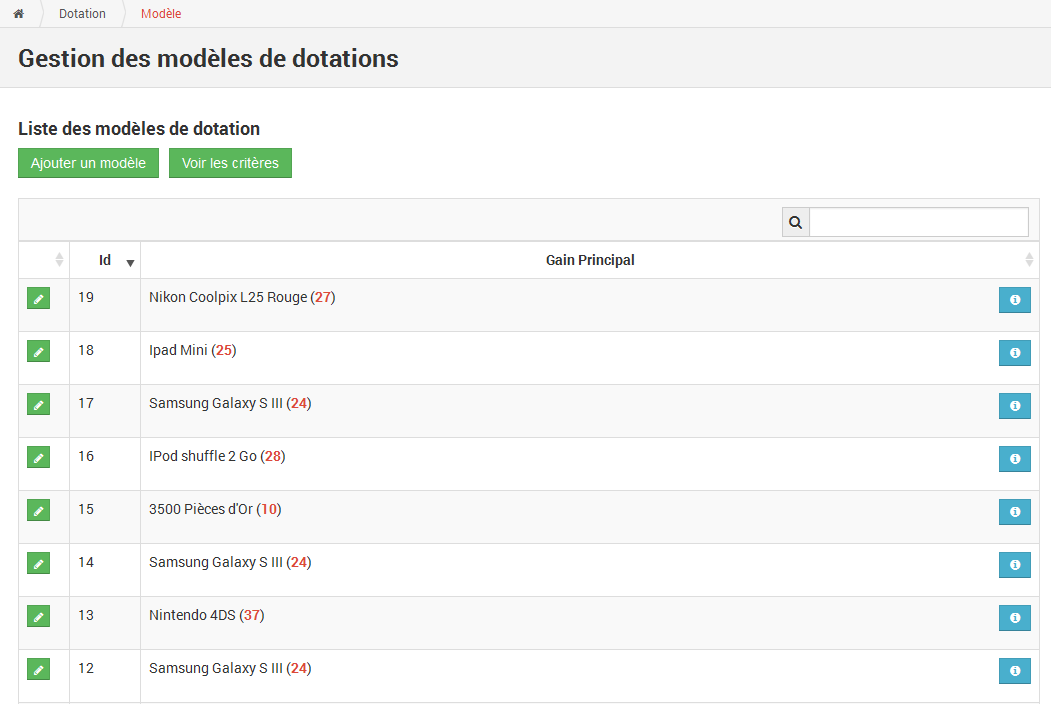 Dotation Modèle
Gestion des modèles de dotations
Liste des modèles de dotation
Ajouter un modèle Voir les critères
Id Gain Principal
19 Nikon Coolpix L25 Rouge (27)
18 Ipad Mini (25)
17 Samsung Galaxy S III (24)
16 IPod shuffle 2 Go (28)
15 3500 Pièces d'Or (10)
14 Samsung Galaxy S III (24)
13 Nintendo 4DS (37)
12 Samsung Galaxy S III (24)